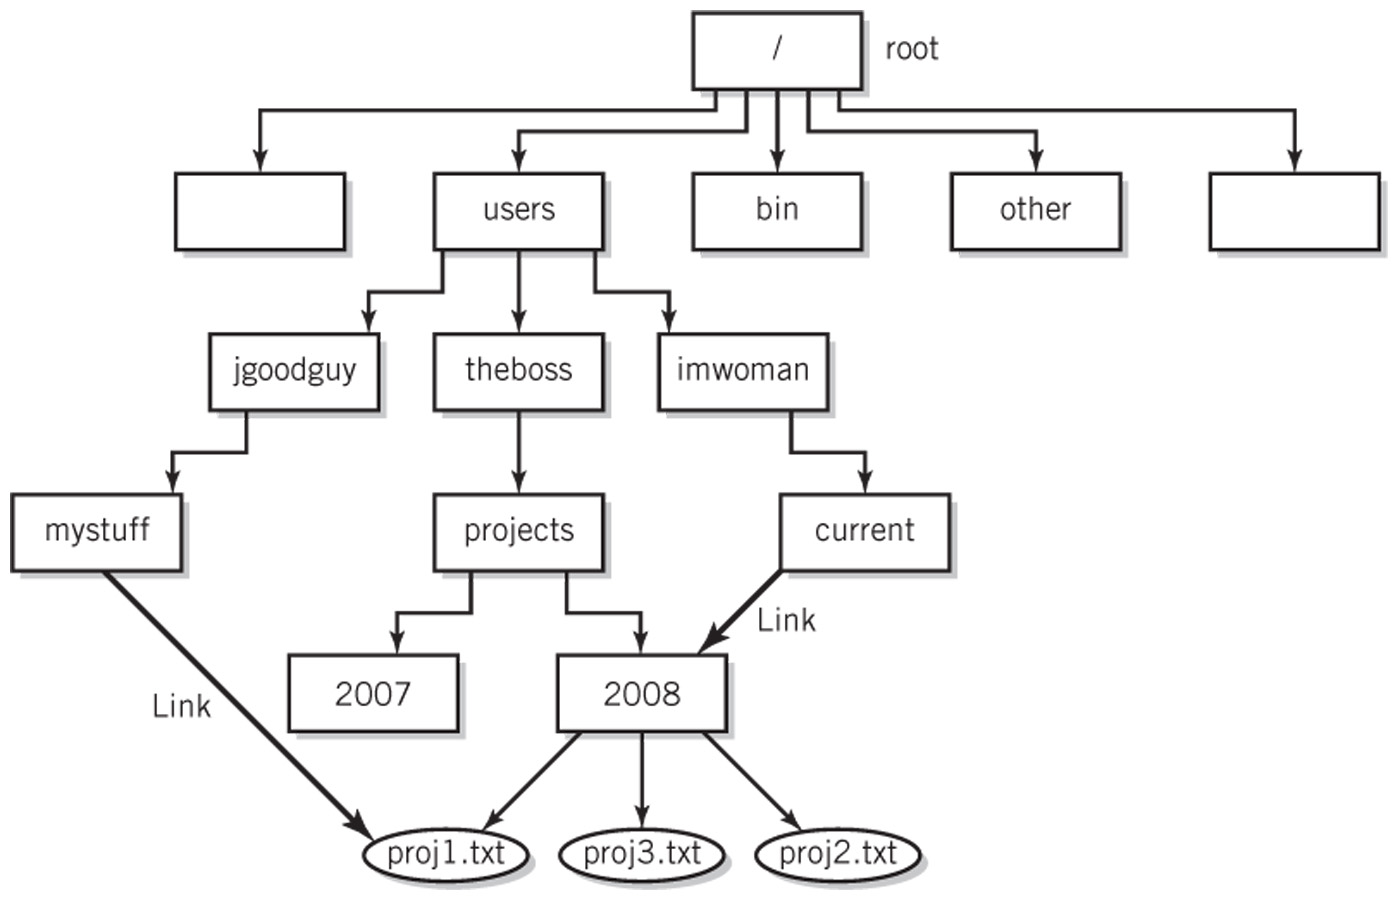 /
root
users
bin
other
jgoodguy
theboss
imwoman
mystuff
projects
current
Link
2007
2008
Link
proj1.txt
proj3.txt
proj2.txt